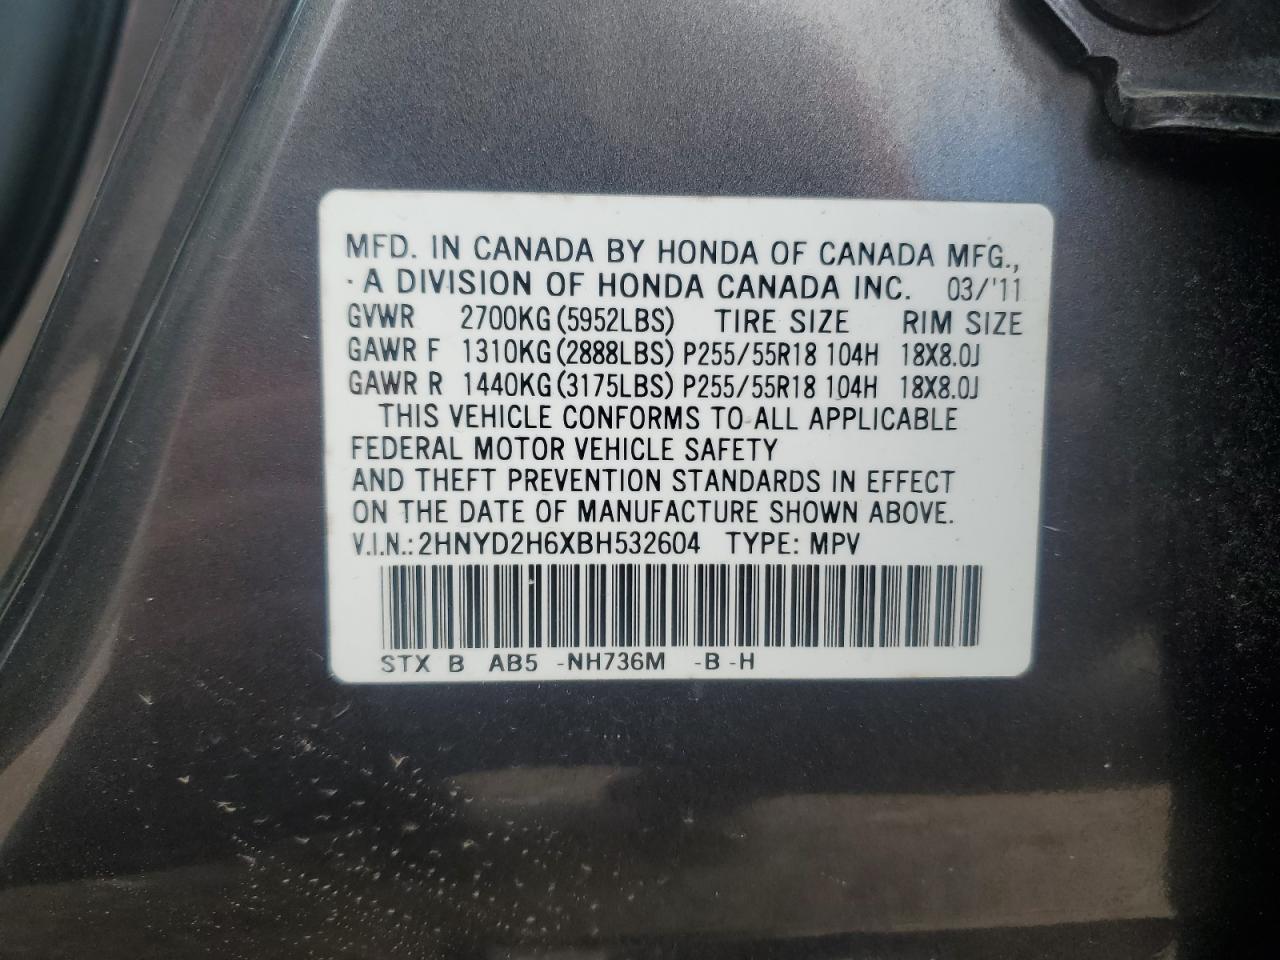 MFD. IN CANADA BY HONDA OF CANADA MFG.,
· A DIVISION OF HONDA CANADA INC. 03/'11
GVWR 2700KG(5952LBS) TIRE SIZE RIM SIZE
GAWR F 1310KG(2888LBS) P255/55R18 104H 18X8.0J
GAWR R 1440KG(3175LBS) P255/55R18 104H 18X8.0J
THIS VEHICLE CONFORMS TO ALL APPLICABLE
FEDERAL MOTOR VEHICLE SAFETY
AND THEFT PREVENTION STANDARDS IN EFFECT
ON THE DATE OF MANUFACTURE SHOWN ABOVE.
V.I.N.:2HNYD2H6XBH532604 TYPE: MPV
STX B AB5 -NH736M -B -H